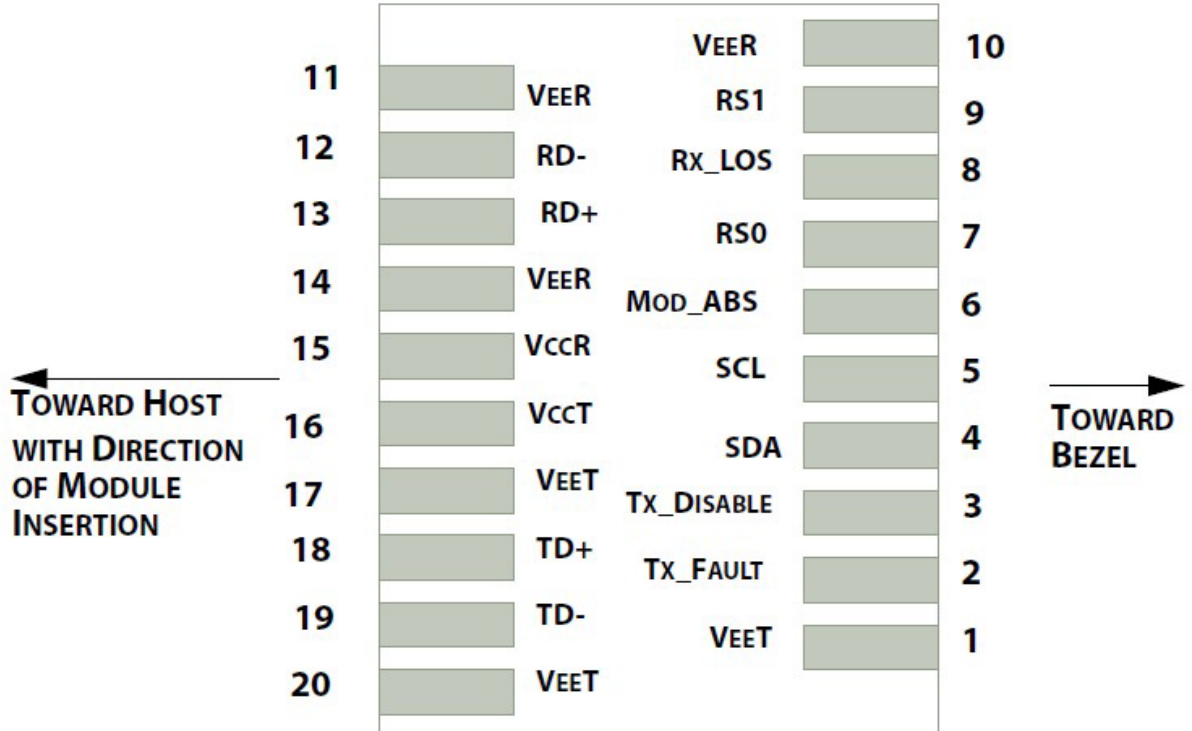 11 VEER
12 RD-
13 RD+
14 VEER
15 VCCR
16 VCCT
17 VEET
18 TD+
19 TD-
20 VEET
VEER 10
RS1 9
RX_LOS 8
RS0 7
MOD_ABS 6
SCL 5
SDA 4
TX_DISABLE 3
TX_FAULT 2
VEET 1
TOWARD HOST
WITH DIRECTION
OF MODULE
INSERTION
TOWARD
BEZEL